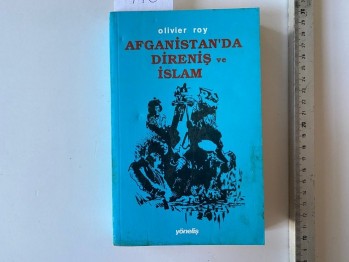 olivier roy
AFGANİSTAN'DA
DİRENİŞ ve
İSLAM
yöneliş